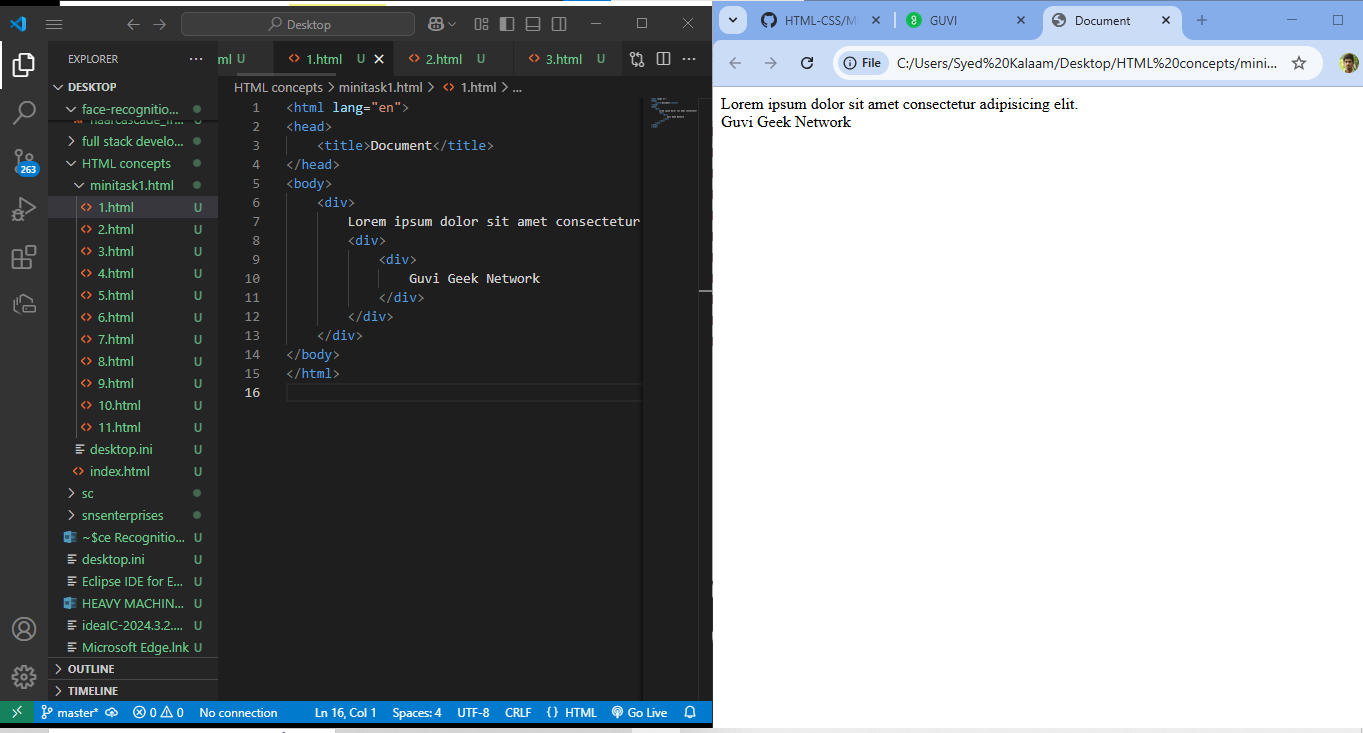 Desktop
EXPLORER
DESKTOP
face-recognitio...
full stack develo...
HTML concepts
minitask1.html
1.html U
2.html U
3.html U
4.html U
5.html U
6.html U
7.html U
8.html U
9.html U
10.html U
11.html U
desktop.ini U
index.html U
sc
snsenterprises
~$ce Recognitio... U
desktop.ini U
Eclipse IDE for E... U
HEAVY MACHIN... U
ideaIC-2024.3.2.... U
Microsoft Edge.lnk U
OUTLINE
TIMELINE
263
ml U 1.html U 2.html U 3.html U
HTML concepts > minitask1.html > 1.html > ...
1 <html lang="en">
2 <head>
3 <title>Document</title>
4 </head>
5 <body>
6 <div>
7 Lorem ipsum dolor sit amet consectetur
8 <div>
9 <div>
10 Guvi Geek Network
11 </div>
12 </div>
13 </div>
14 </body>
15 </html>
16
master* 0 0 No connection Ln 16, Col 1 Spaces: 4 UTF-8 CRLF {} HTML Go Live
HTML-CSS/M GUVI Document
File C:/Users/Syed%20Kalaam/Desktop/HTML%20concepts/mini...
Lorem ipsum dolor sit amet consectetur adipisicing elit.
Guvi Geek Network